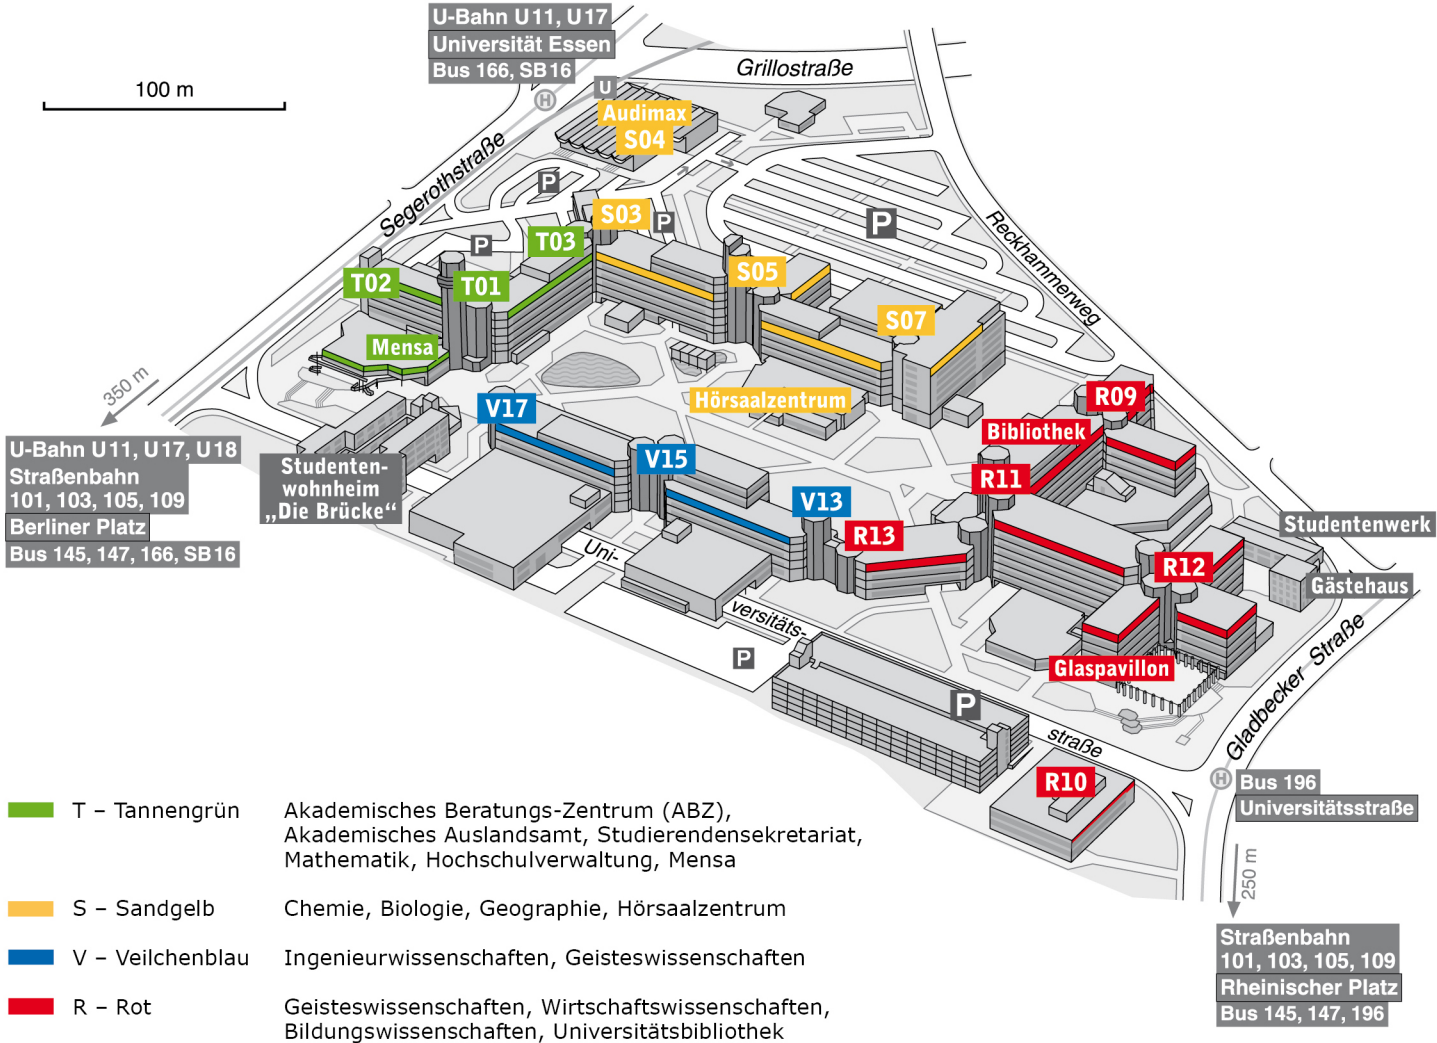 U-Bahn U11, U17
Universität Essen
Bus 166, SB16
100 m
Grillostraße
H
U
Audimax
S04
Segerothstraße
P
P
P
P
Reckhammerweg
S03
T03
T02
T01
S05
S07
Mensa
350 m
Hörsaalzentrum
V17
R09
Bibliothek
U-Bahn U11, U17, U18
Straßenbahn
101, 103, 105, 109
Berliner Platz
Bus 145, 147, 166, SB16
Studenten-
wohnheim
„Die Brücke“
V15
R11
V13
R13
Studentenwerk
Gästehaus
R12
Uni-
versitäts-
straße
P
P
Glaspavillon
Gladbecker Straße
R10
H
Bus 196
Universitätsstraße
250 m
Straßenbahn
101, 103, 105, 109
Rheinischer Platz
Bus 145, 147, 196
T – Tannengrün
Akademisches Beratungs-Zentrum (ABZ),
Akademisches Auslandsamt, Studierendensekretariat,
Mathematik, Hochschulverwaltung, Mensa
S – Sandgelb
Chemie, Biologie, Geographie, Hörsaalzentrum
V – Veilchenblau
Ingenieurwissenschaften, Geisteswissenschaften
R – Rot
Geisteswissenschaften, Wirtschaftswissenschaften,
Bildungswissenschaften, Universitätsbibliothek